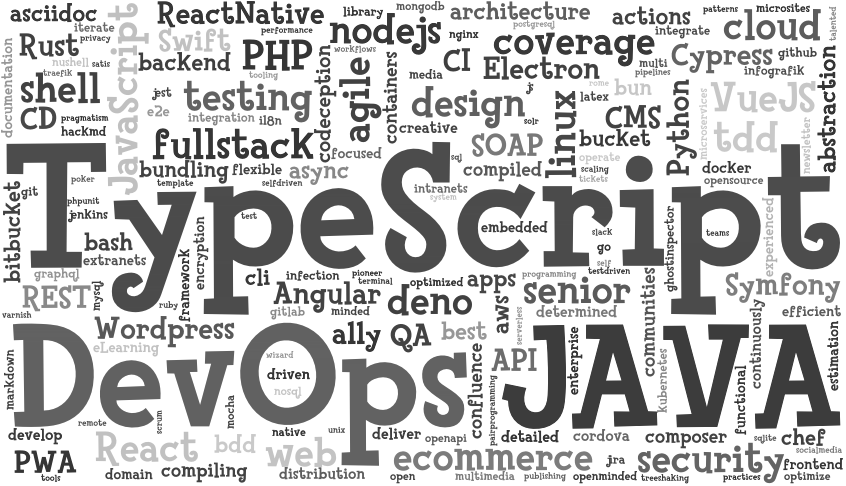 asciidoc
ReactNative
library
mongodb
architecture
postgresql
actions
patterns
microsites
cloud
talented
iterate
privacy
Rust
nushell
satis
traefik
documentation
JavaScript
Swift
performance
nodejs
nginx
workflows
coverage
integrate
backend
PHP
tooling
CI
Electron
multi
pipelines
Cypress
github
infografik
shell
CD
pragmatism
hackmd
jest
e2e
testing
integration
i18n
codeception
agile
containers
media
design
js
solr
linux
latex
rome
bun
CMS
bucket
Python
microservices
VueJS
tdd
newsletter
abstraction
fullstack
focused
creative
SOAP
sql
operate
scaling
tickets
docker
opensource
bundling
flexible
async
compiled
template
selfdriven
intranets
system
TypeScript
bitbucket
git
poker
phpunit
jenkins
test
embedded
slack
go
self
testdriven
teams
ghostinspector
experienced
bash
extranets
encryption
framework
graphql
REST
mysql
ruby
cli
infection
pioneer
terminal
optimized
apps
programming
senior
communities
Symfony
Angular
gitlab
minded
deno
aws
serverless
determined
efficient
varnish
Wordpress
eLearning
ally
QA
best
API
enterprise
kubernetes
continuously
functional
estimation
markdown
DevOps
wizard
driven
nosql
confluence
pairprogramming
JAVA
develop
remote
scrum
mocha
native
unix
deliver
openapi
detailed
cordova
composer
sqlite
chef
socialmedia
PWA
tools
React
domain
bdd
compiling
web
distribution
ecommerce
open
multimedia
publishing
jra
openminded
security
treeshaking
practices
frontend
optimize